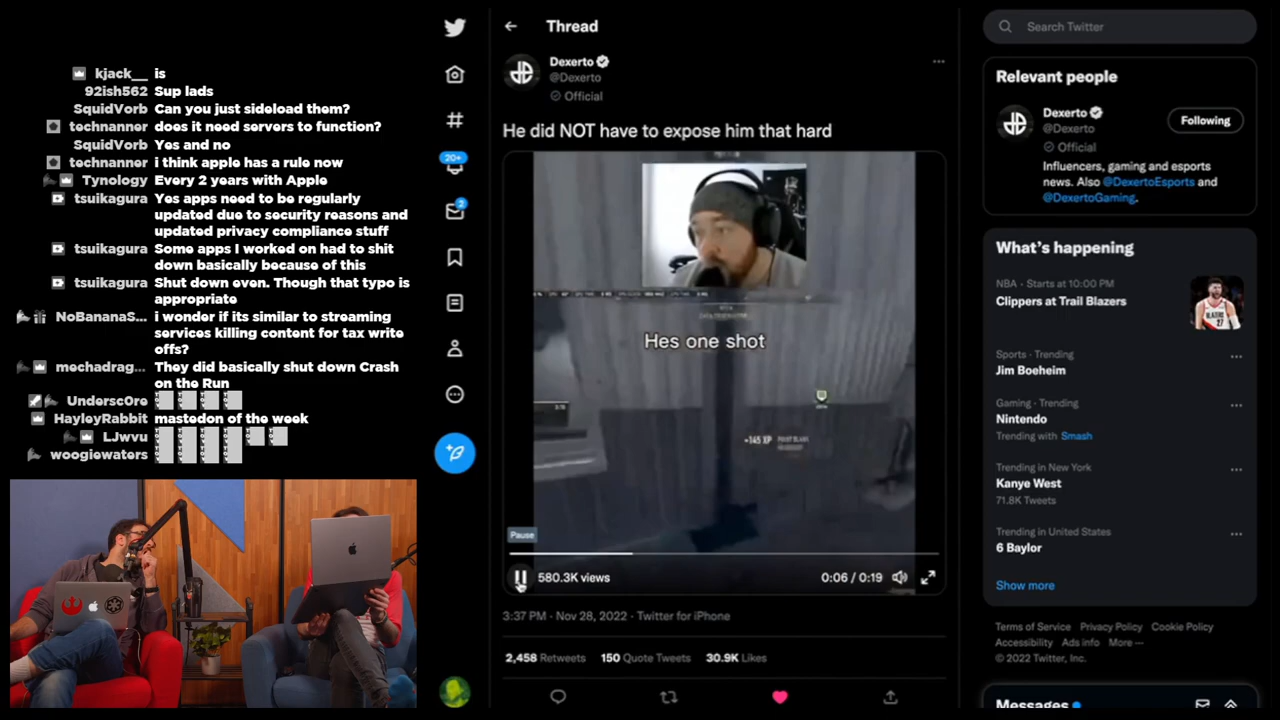 kjack__ is
92ish562 Sup lads
SquidVorb Can you just sideload them?
technanner does it need servers to function?
SquidVorb Yes and no
technanner i think apple has a rule now
Tynology Every 2 years with Apple
tsuikagura Yes apps need to be regularly
updated due to security reasons and
updated privacy compliance stuff
tsuikagura Some apps I worked on had to shit
down basically because of this
tsuikagura Shut down even. Though that typo is
appropriate
NoBananaS... i wonder if its similar to streaming
services killing content for tax write
offs?
mechadrag... They did basically shut down Crash
on the Run
Undersc0re
HayleyRabbit mastedon of the week
LJwvu
woogiewaters
20+
2
Thread
Dexerto
@Dexerto
Official
He did NOT have to expose him that hard
Hes one shot
+145 XP POINT BLANK
Pause
580.3K views
0:06 / 0:19
3:37 PM · Nov 28, 2022 · Twitter for iPhone
2,458 Retweets 150 Quote Tweets 30.9K Likes
Search Twitter
Relevant people
Dexerto
@Dexerto
Following
Official
Influencers, gaming and esports
news. Also @DexertoEsports and
@DexertoGaming.
What's happening
NBA · Starts at 10:00 PM
Clippers at Trail Blazers
Sports · Trending
Jim Boeheim
Gaming · Trending
Nintendo
Trending with Smash
Trending in New York
Kanye West
71.8K Tweets
Trending in United States
6 Baylor
Show more
Terms of Service Privacy Policy Cookie Policy
Accessibility Ads info More ···
© 2022 Twitter, Inc.
Messages